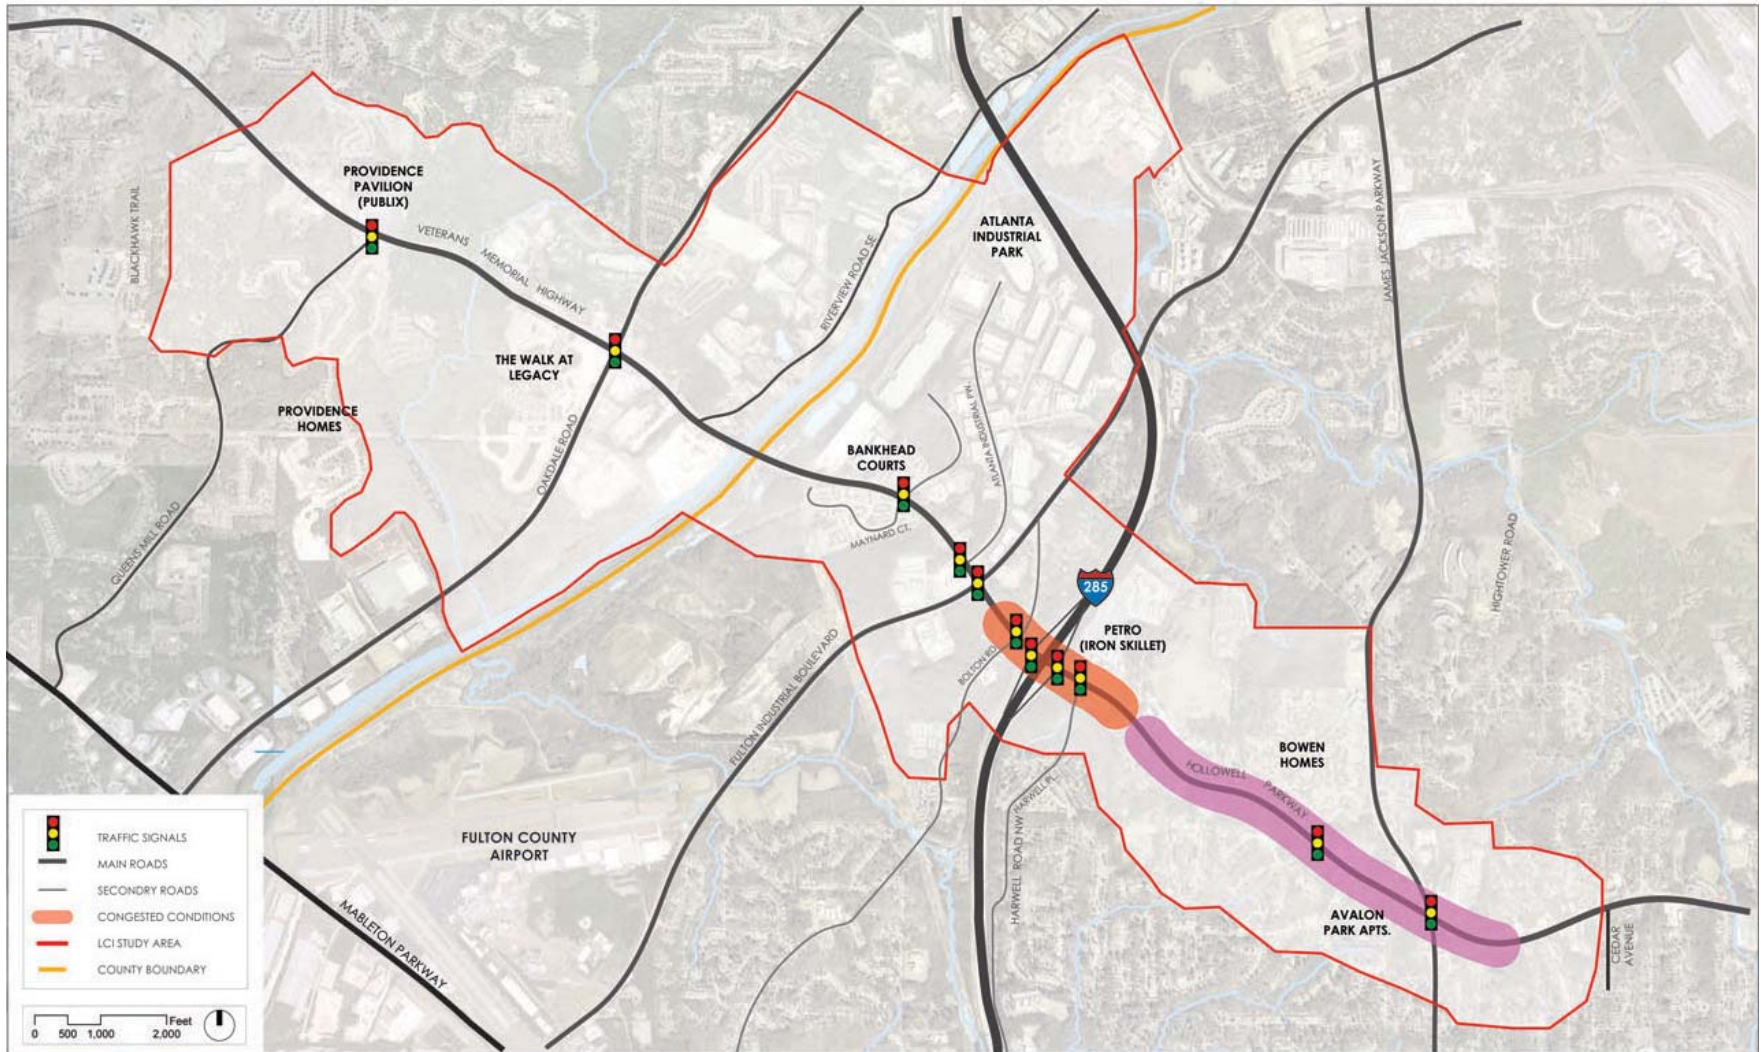 PROVIDENCE
PAVILION
(PUBLIX)
BLACKHAWK TRAIL
VETERANS MEMORIAL HIGHWAY
RIVERVIEW ROAD SE
ATLANTA
INDUSTRIAL
PARK
JAMES JACKSON PARKWAY
THE WALK AT
LEGACY
PROVIDENCE
HOMES
OAKDALE ROAD
BANKHEAD
COURTS
ATLANTA INDUSTRIAL PW.
MAYNARD CT.
QUEENS MILL ROAD
HIGHTOWER ROAD
285
PETRO
(IRON SKILLET)
BOLTON RD.
FULTON INDUSTRIAL BOULEVARD
BOWEN
HOMES
HOLLOWELL PARKWAY
HARWELL PL
HARWELL ROAD NW
FULTON COUNTY
AIRPORT
AVALON
PARK APTS.
CEDAR
AVENUE
MABLETON PARKWAY
TRAFFIC SIGNALS
MAIN ROADS
SECONDRY ROADS
CONGESTED CONDITIONS
LCI STUDY AREA
COUNTY BOUNDARY
Feet
0 500 1,000 2,000